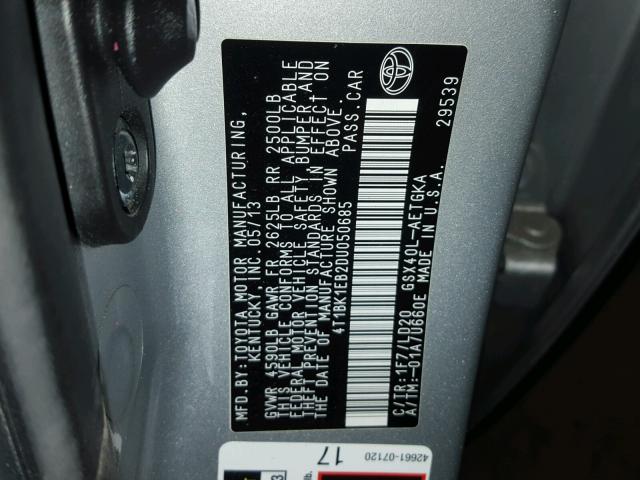 MFD.BY:TOYOTA MOTOR MANUFACTURING,
KENTUCKY, INC. 05/13
GVWR 4590LB GAWR FR 2625LB RR 2500LB
THIS VEHICLE CONFORMS TO ALL APPLICABLE
FEDERAL MOTOR VEHICLE SAFETY, BUMPER, AND
THEFT PREVENTION STANDARDS IN EFFECT ON
THE DATE OF MANUFACTURE SHOWN ABOVE.
4T1BK1EB2DU050685 PASS.CAR
C/TR:1F7/LD20 GSX40L-AETGKA
A/TM:-01A/U660E MADE IN U.S.A.
29539
42661-07120
17